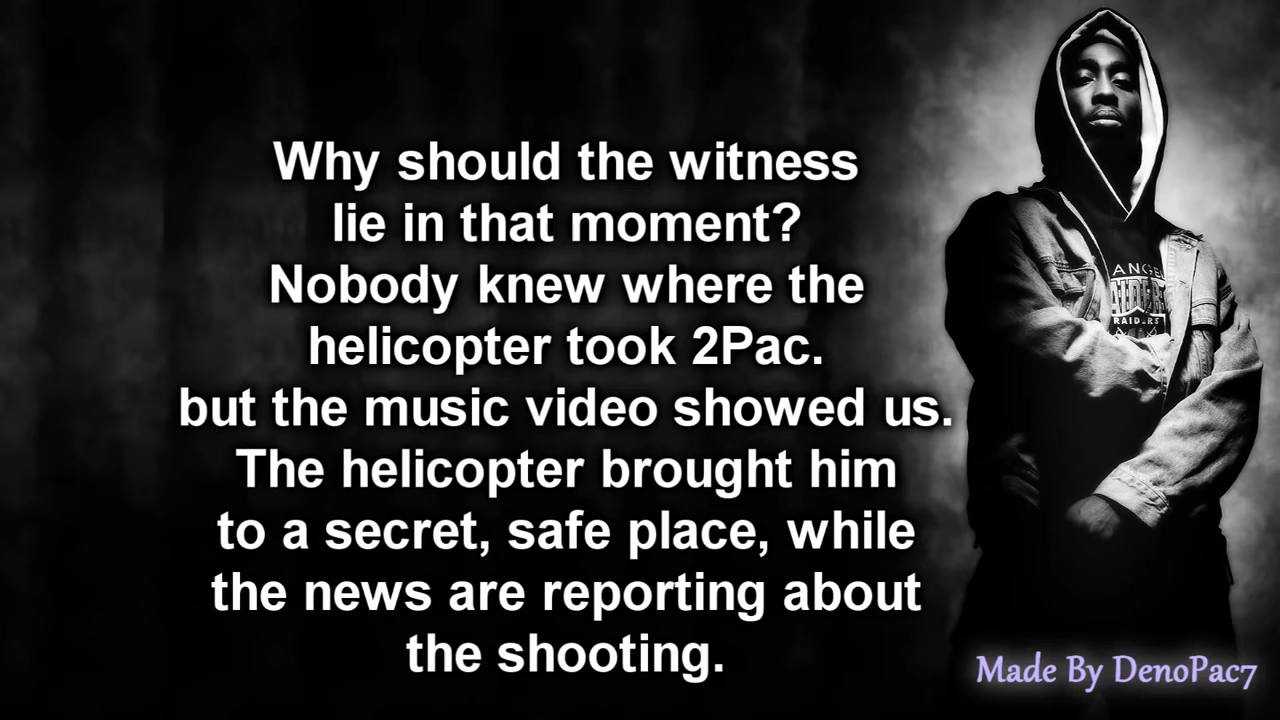 Why should the witness
lie in that moment?
Nobody knew where the
helicopter took 2Pac.
but the music video showed us.
The helicopter brought him
to a secret, safe place, while
the news are reporting about
the shooting.
ANGE
RAIDERS
Made By DenoPac7